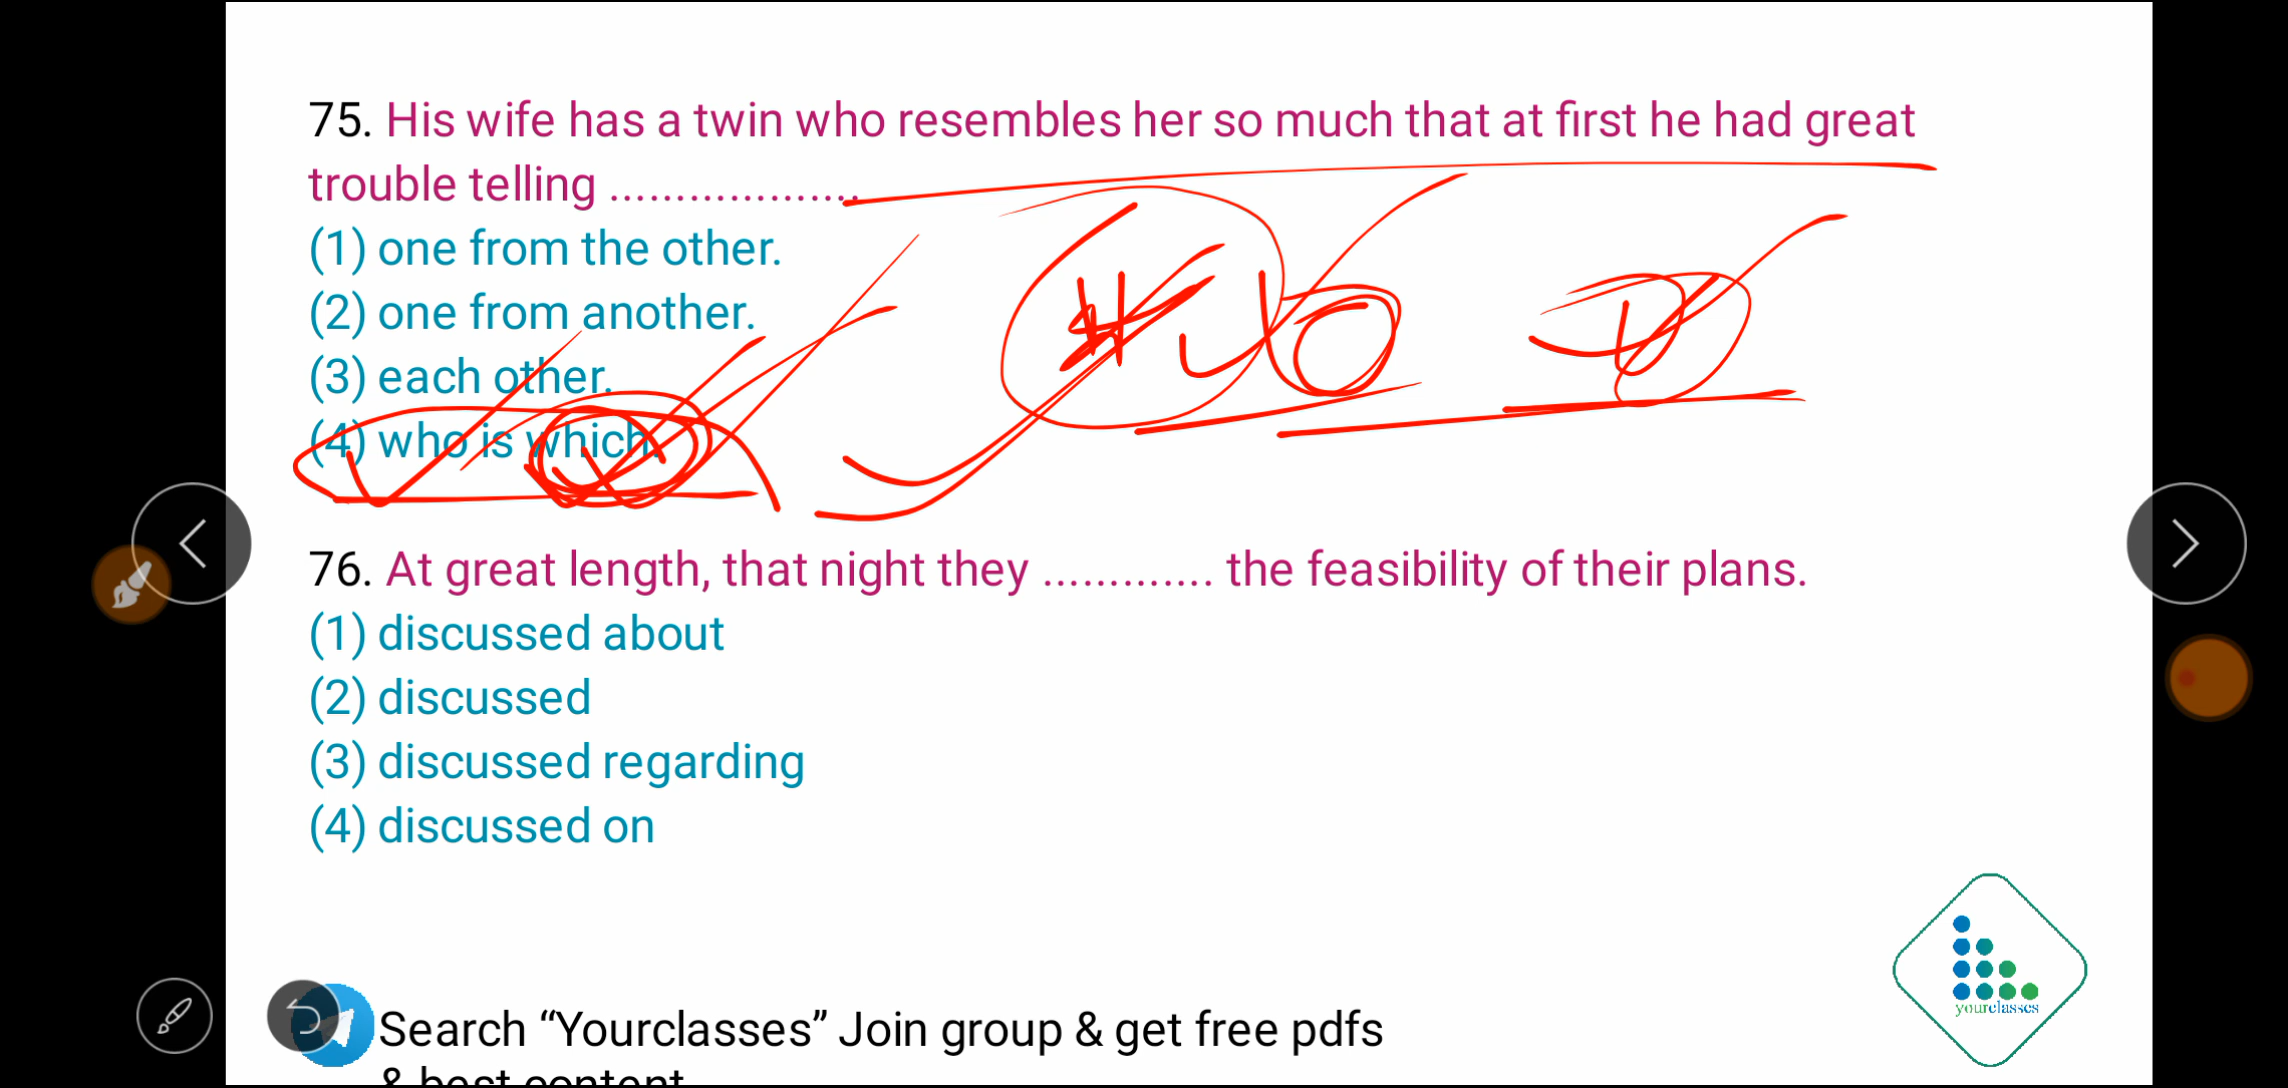 75. His wife has a twin who resembles her so much that at first he had great
trouble telling ...................
(1) one from the other.
(2) one from another.
(3) each other.
(4) who is which.
76. At great length, that night they ............. the feasibility of their plans.
(1) discussed about
(2) discussed
(3) discussed regarding
(4) discussed on
yourclasses
Search “Yourclasses” Join group & get free pdfs
& best content